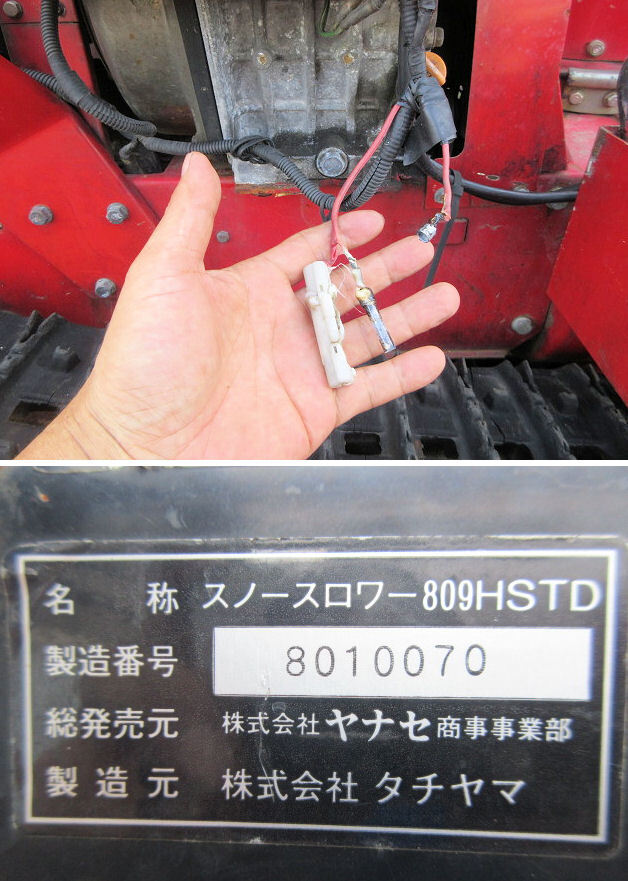 名称 スノースロワー809HSTD
製造番号 8010070
総発売元 株式会社 ヤナセ 商事事業部
製造元 株式会社 タチヤマ